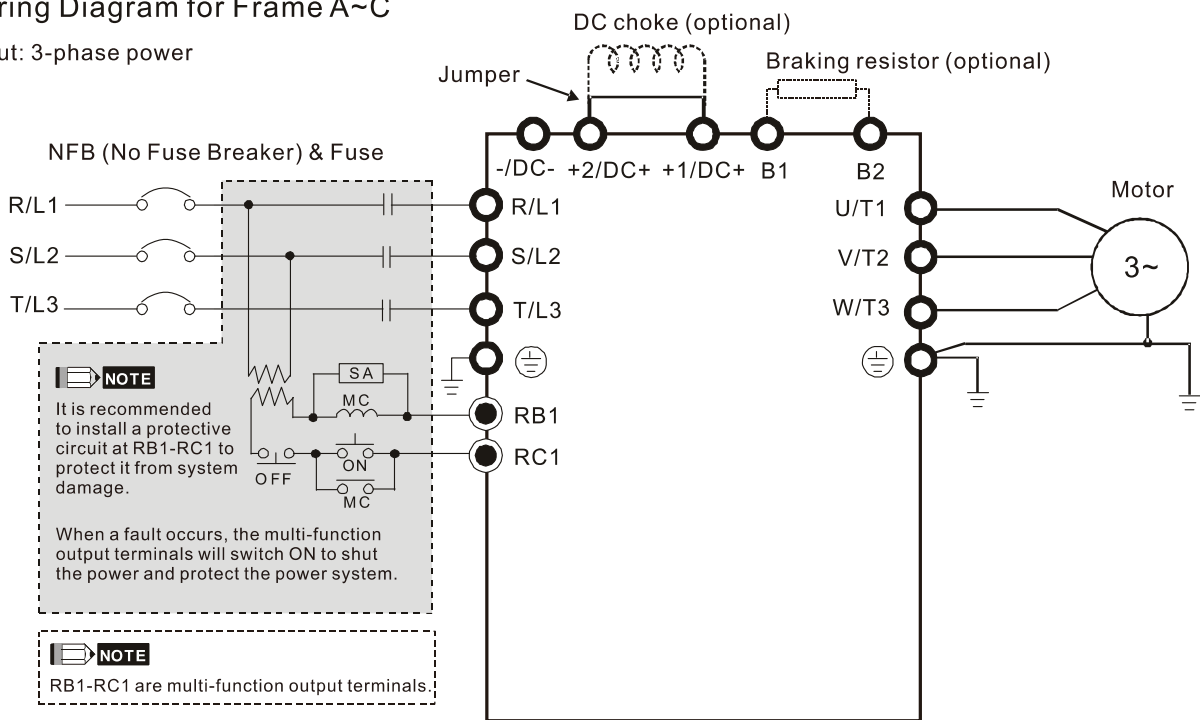 ring Diagram for Frame A~C
ut: 3-phase power
DC choke (optional)
Jumper
Braking resistor (optional)
NFB (No Fuse Breaker) & Fuse
-/DC- +2/DC+ +1/DC+ B1 B2
Motor
R/L1
R/L1
U/T1
S/L2
S/L2
V/T2
3~
T/L3
T/L3
W/T3
NOTE
SA
MC
It is recommended
to install a protective
circuit at RB1-RC1 to
protect it from system
damage.
RB1
RC1
ON
OFF
MC
When a fault occurs, the multi-function
output terminals will switch ON to shut
the power and protect the power system.
NOTE
RB1-RC1 are multi-function output terminals.